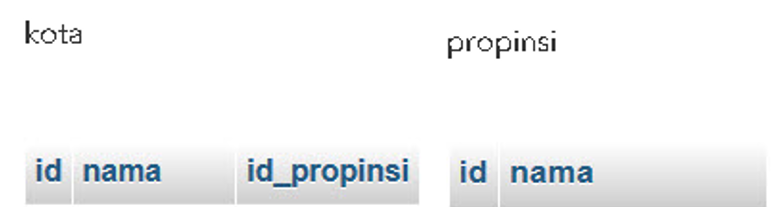 kota
propinsi
id nama id_propinsi
id nama